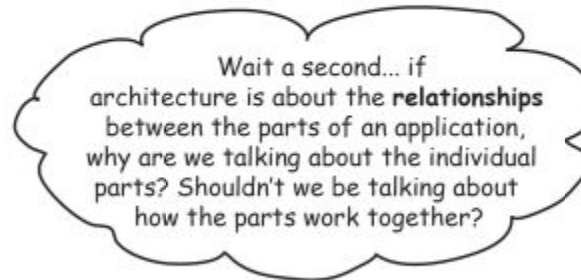 Wait a second... if
architecture is about the relationships
between the parts of an application,
why are we talking about the individual
parts? Shouldn't we be talking about
how the parts work together?